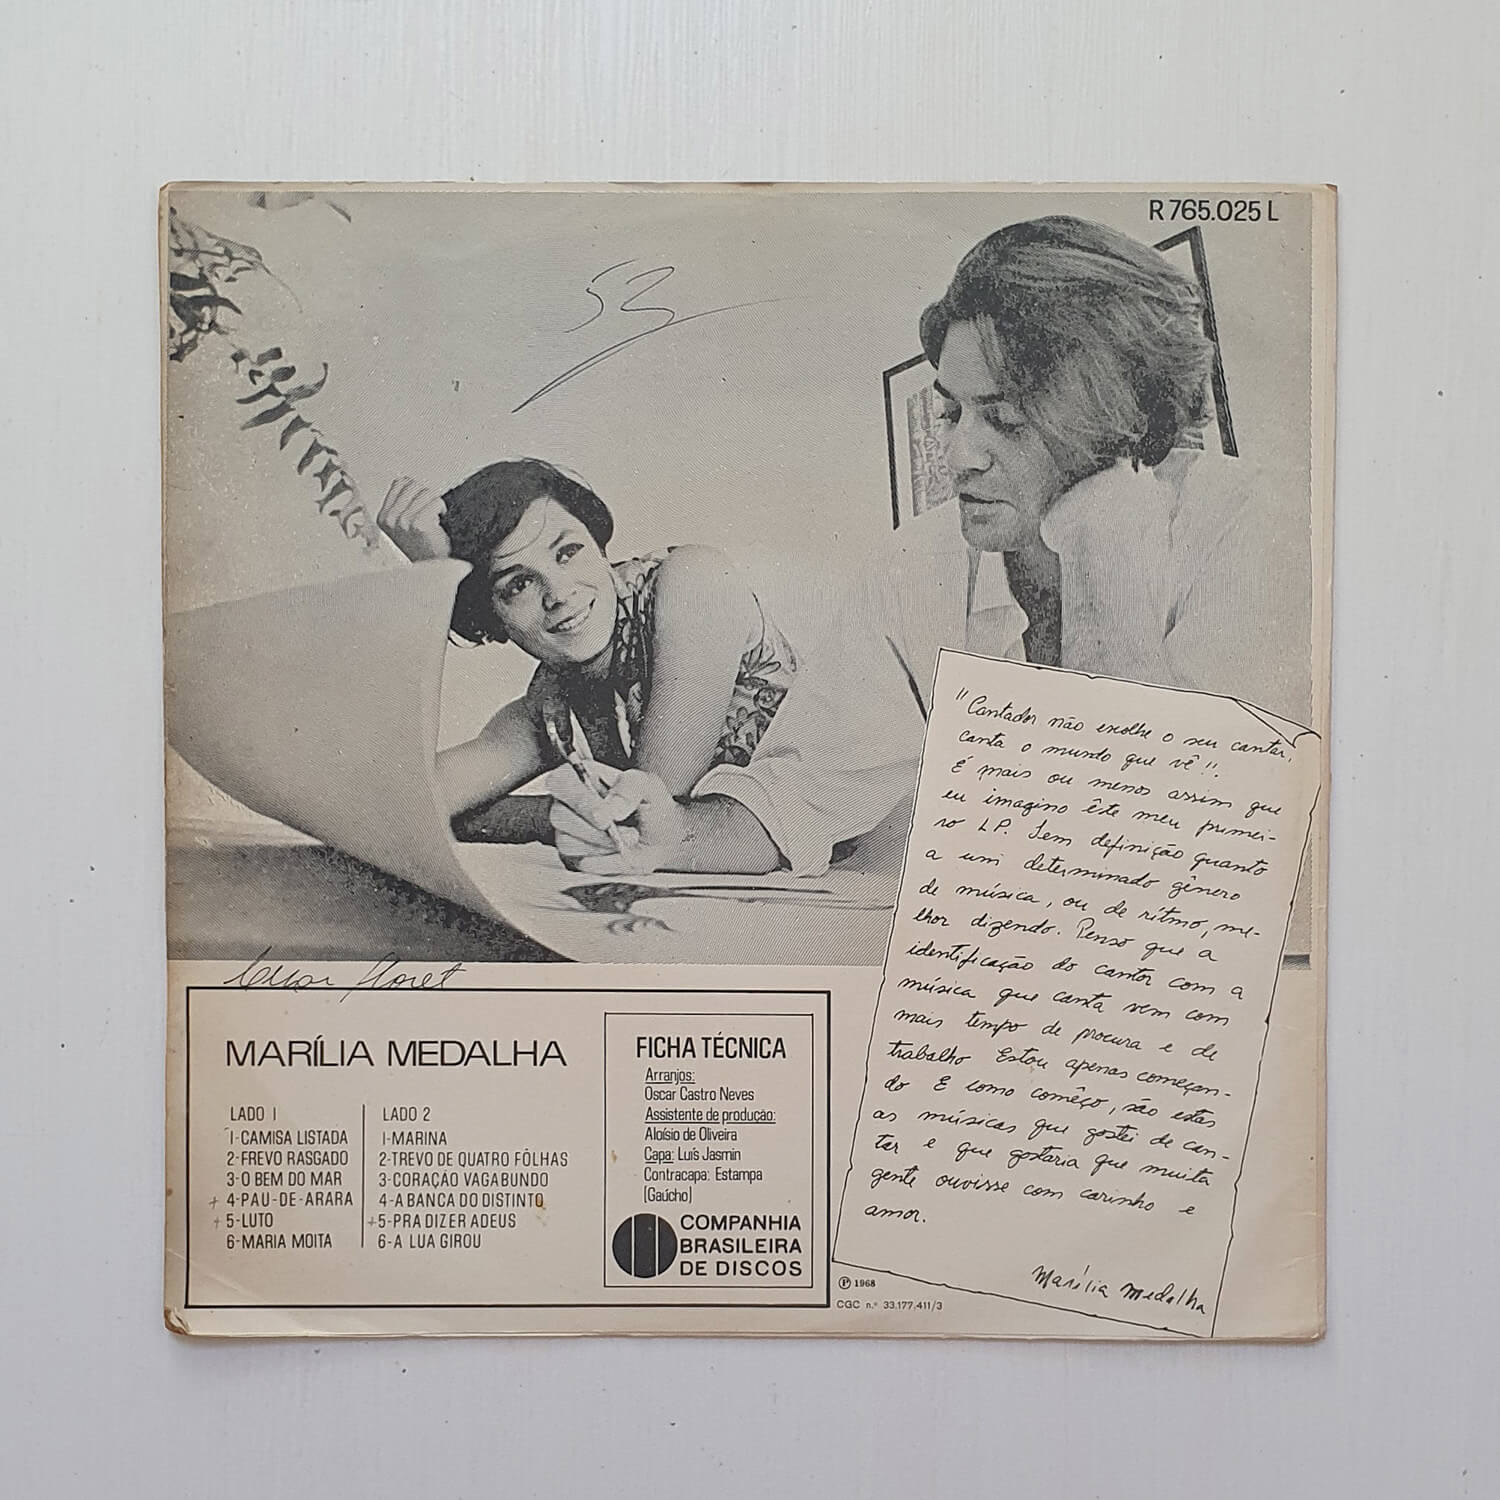 R 765.025 L
53
"Cantador não escolhe o seu cantar,
canta o mundo que vê!!.
É mais ou menos assim que
eu imagino êste meu primei-
ro LP. Sem definição quanto
a um determinado gênero
de música, ou de rítmo, me-
lhor dizendo. Penso que a
identificação do cantor com a
música que canta vem com
mais tempo de procura e de
trabalho Estou apenas começan-
do E como comêço, são estas
as músicas que gostei de can-
tar e que gostaria que muita
gente ouvisse com carinho e
amor.
Marília Medalha
MARÍLIA MEDALHA
LADO 1
1-CAMISA LISTADA
2-FREVO RASGADO
3-O BEM DO MAR
+ 4-PAU-DE-ARARA
+ 5-LUTO
6-MARIA MOITA
LADO 2
1-MARINA
2-TREVO DE QUATRO FÔLHAS
3-CORAÇÃO VAGABUNDO
4-A BANCA DO DISTINTO
+5-PRA DIZER ADEUS
6-A LUA GIROU
FICHA TÉCNICA
Arranjos:
Oscar Castro Neves
Assistente de produção:
Aloísio de Oliveira
Capa: Luís Jasmin
Contracapa: Estampa
(Gaúcho)
COMPANHIA
BRASILEIRA
DE DISCOS
Ⓟ 1968
CGC n.º 33.177.411/3